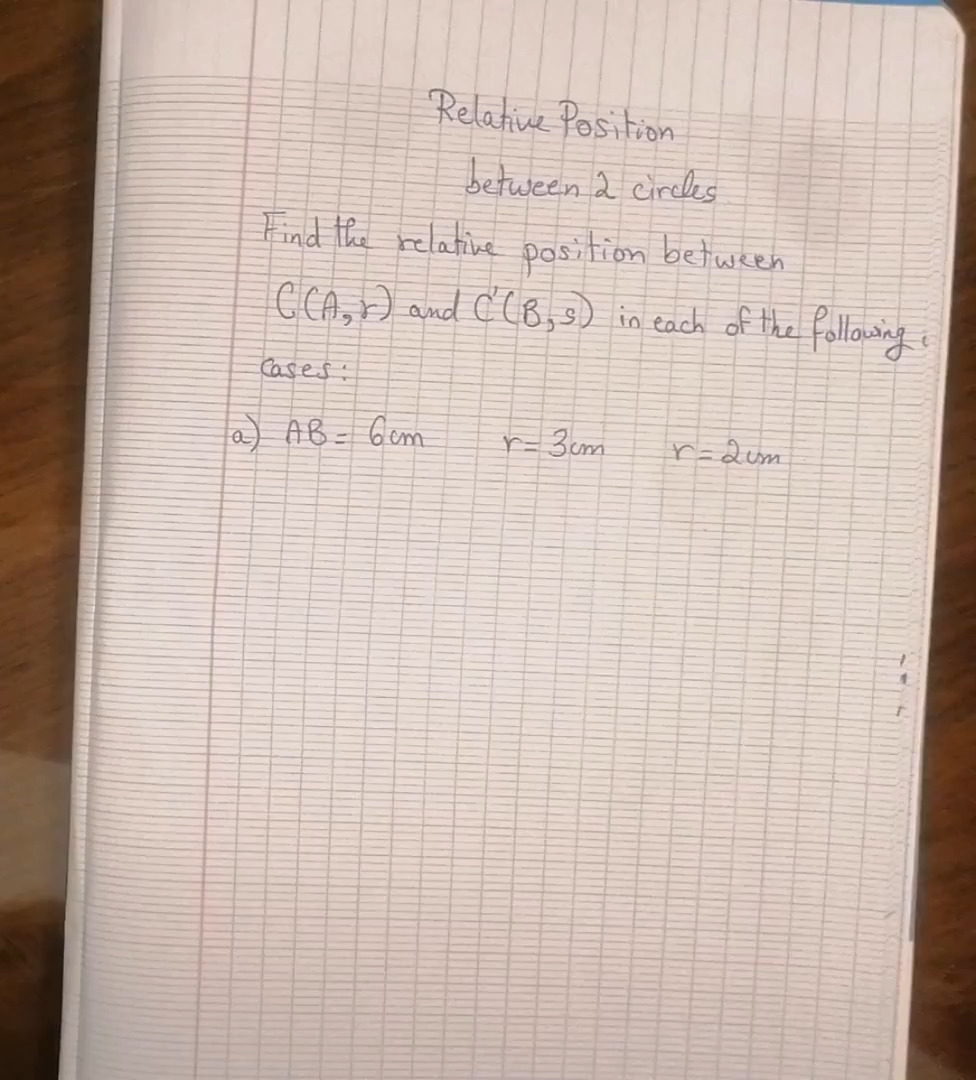 Relative Position
between 2 circles
Find the relative position between
C(A,r) and C'(B,s) in each of the following
cases:
a) AB = 6cm r = 3cm r = 2cm